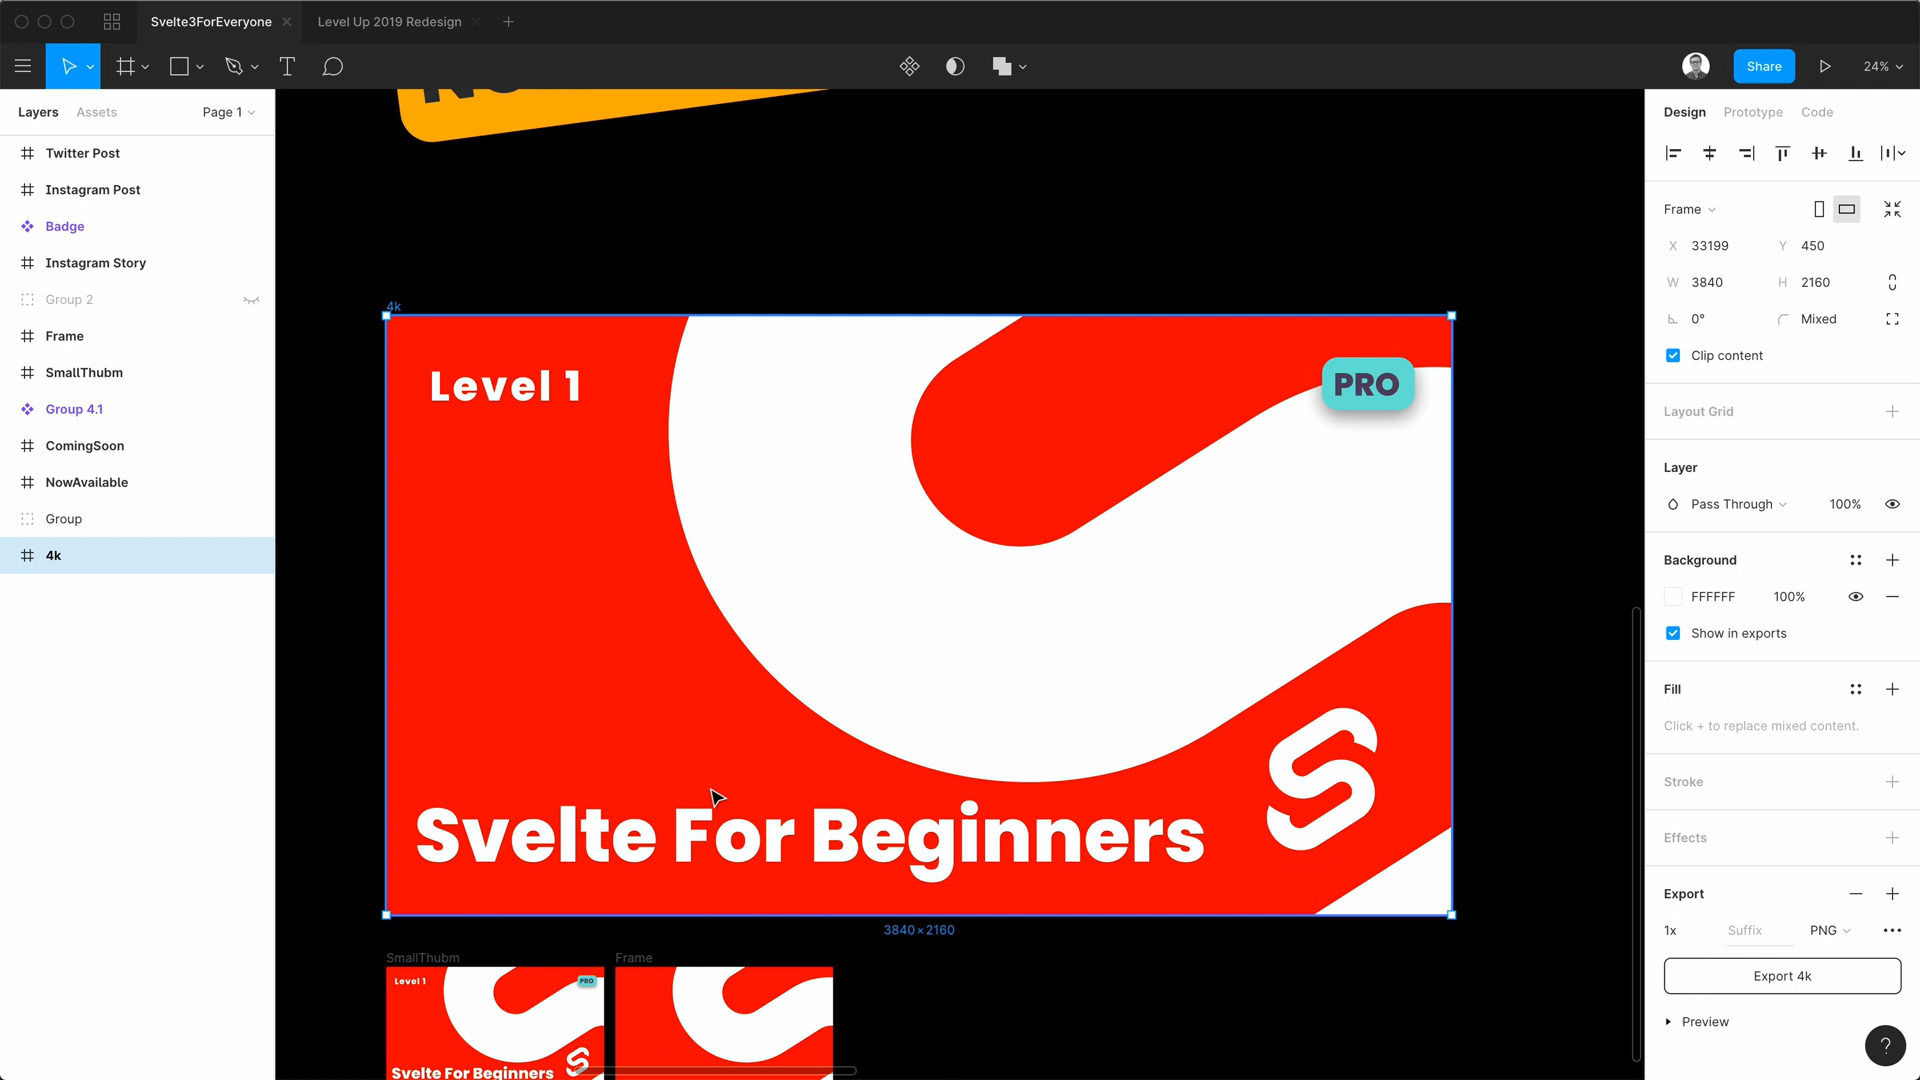 Svelte3ForEveryone
Level Up 2019 Redesign
Share
24%
Layers
Assets
Page 1
Twitter Post
Instagram Post
Badge
Instagram Story
Group 2
Frame
SmallThubm
Group 4.1
ComingSoon
NowAvailable
Group
4k
4k
Level 1
PRO
Svelte For Beginners
3840×2160
SmallThubm
Frame
Level 1
PRO
Svelte For Beginners
Design
Prototype
Code
Frame
X 33199 Y 450
W 3840 H 2160
0° Mixed
Clip content
Layout Grid
Layer
Pass Through 100%
Background
FFFFFF 100%
Show in exports
Fill
Click + to replace mixed content.
Stroke
Effects
Export
1x Suffix PNG
Export 4k
Preview
?